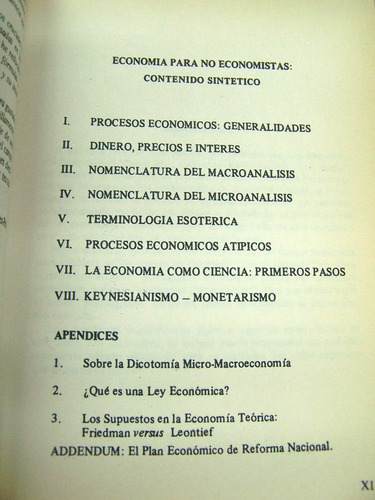 ECONOMIA PARA NO ECONOMISTAS:
CONTENIDO SINTETICO
I. PROCESOS ECONOMICOS: GENERALIDADES
II. DINERO, PRECIOS E INTERES
III. NOMENCLATURA DEL MACROANALISIS
IV. NOMENCLATURA DEL MICROANALISIS
V. TERMINOLOGIA ESOTERICA
VI. PROCESOS ECONOMICOS ATIPICOS
VII. LA ECONOMIA COMO CIENCIA: PRIMEROS PASOS
VIII. KEYNESIANISMO – MONETARISMO
APENDICES
1. Sobre la Dicotomía Micro-Macroeconomía
2. ¿Qué es una Ley Económica?
3. Los Supuestos en la Economía Teórica:
Friedman versus Leontief
ADDENDUM: El Plan Económico de Reforma Nacional.
XI